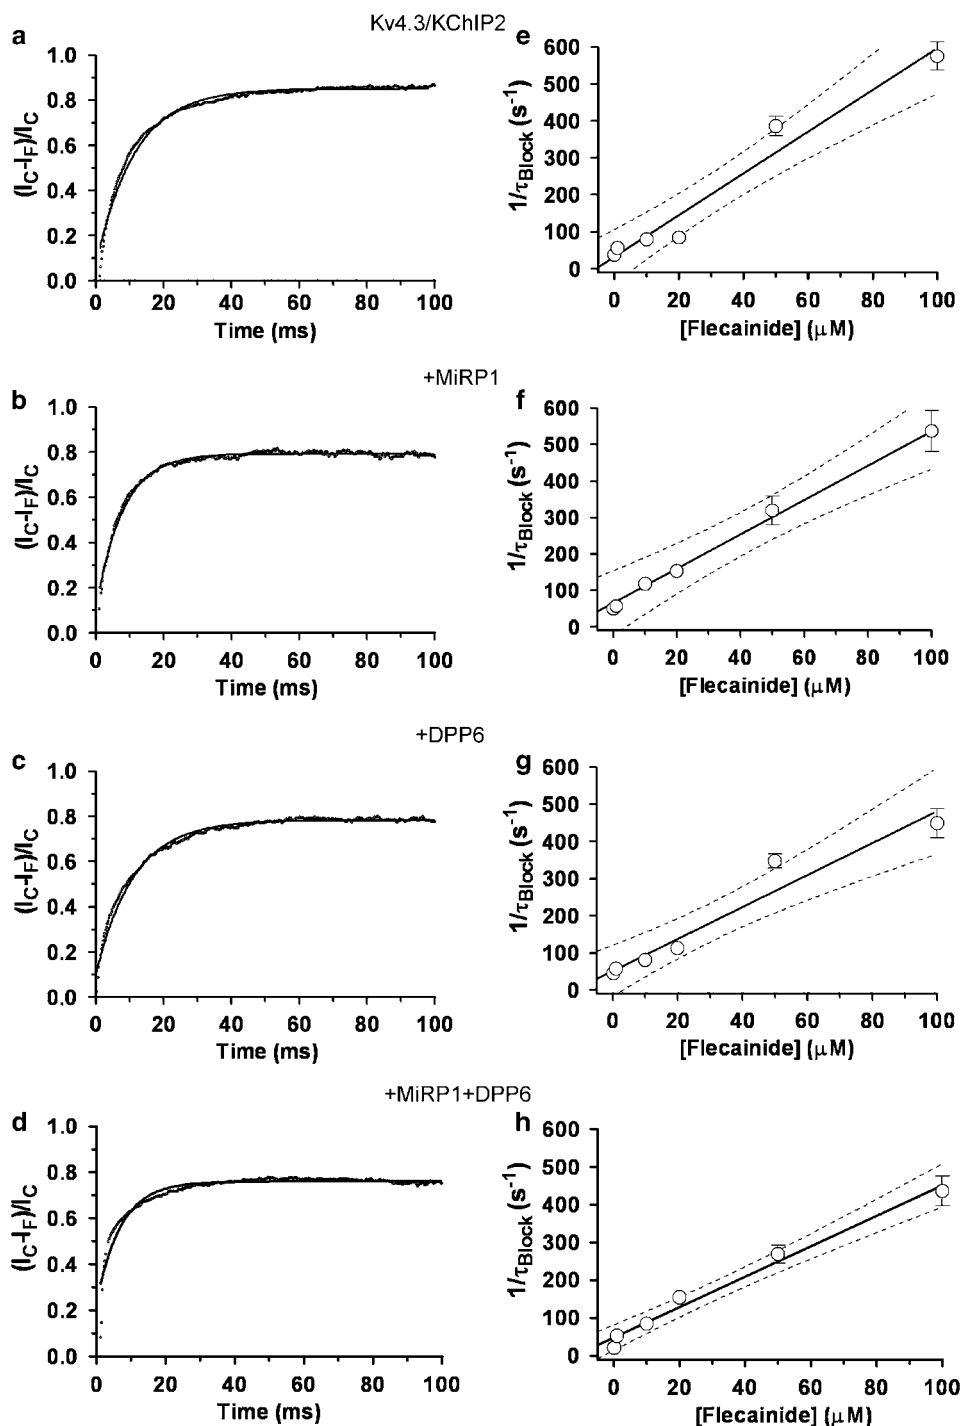 Kv4.3/KChIP2
a
1.0
0.8
0.6
0.4
0.2
0.0
(IC-IF)/IC
0 20 40 60 80 100
Time (ms)
e
600
500
400
300
200
100
0
1/τBlock (s-1)
0 20 40 60 80 100
[Flecainide] (μM)
+MiRP1
b
1.0
0.8
0.6
0.4
0.2
0.0
(IC-IF)/IC
0 20 40 60 80 100
Time (ms)
f
600
500
400
300
200
100
0
1/τBlock (s-1)
0 20 40 60 80 100
[Flecainide] (μM)
+DPP6
c
1.0
0.8
0.6
0.4
0.2
0.0
(IC-IF)/IC
0 20 40 60 80 100
Time (ms)
g
600
500
400
300
200
100
0
1/τBlock (s-1)
0 20 40 60 80 100
[Flecainide] (μM)
+MiRP1+DPP6
d
1.0
0.8
0.6
0.4
0.2
0.0
(IC-IF)/IC
0 20 40 60 80 100
Time (ms)
h
600
500
400
300
200
100
0
1/τBlock (s-1)
0 20 40 60 80 100
[Flecainide] (μM)